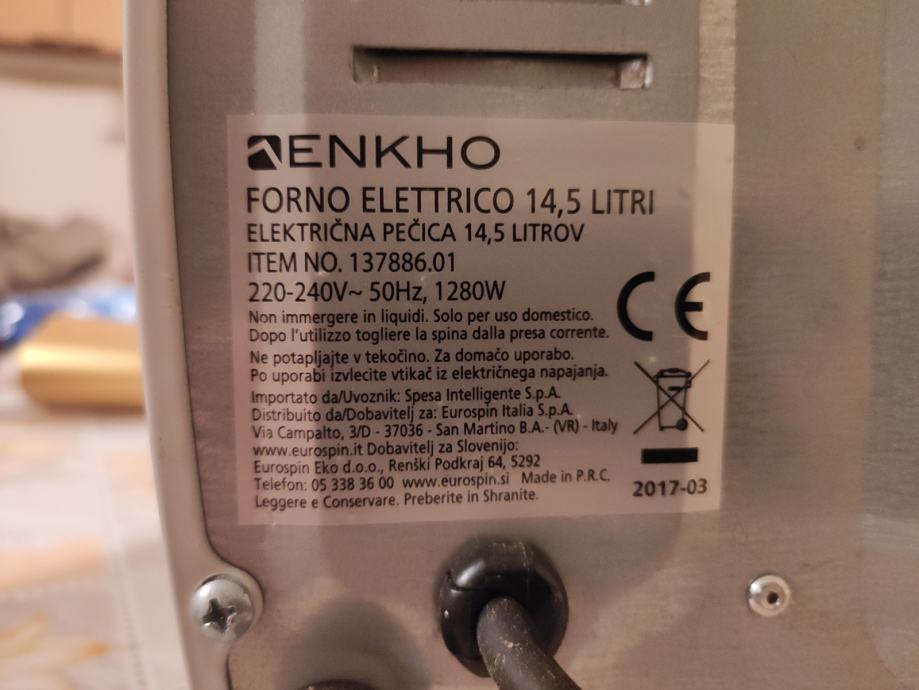 ENKHO
FORNO ELETTRICO 14,5 LITRI
ELEKTRIČNA PEČICA 14,5 LITROV
ITEM NO. 137886.01
220-240V~ 50Hz, 1280W
Non immergere in liquidi. Solo per uso domestico.
Dopo l'utilizzo togliere la spina dalla presa corrente.
Ne potapljajte v tekočino. Za domačo uporabo.
Po uporabi izvlecite vtikač iz električnega napajanja.
Importato da/Uvoznik: Spesa Intelligente S.p.A.
Distribuito da/Dobavitelj za: Eurospin Italia S.p.A.
Via Campalto, 3/D - 37036 - San Martino B.A.- (VR) - Italy
www.eurospin.it Dobavitelj za Slovenijo:
Eurospin Eko d.o.o., Renški Podkraj 64, 5292
Telefon: 05 338 36 00 www.eurospin.si Made in P.R.C.
Leggere e Conservare. Preberite in Shranite.
CE
2017-03